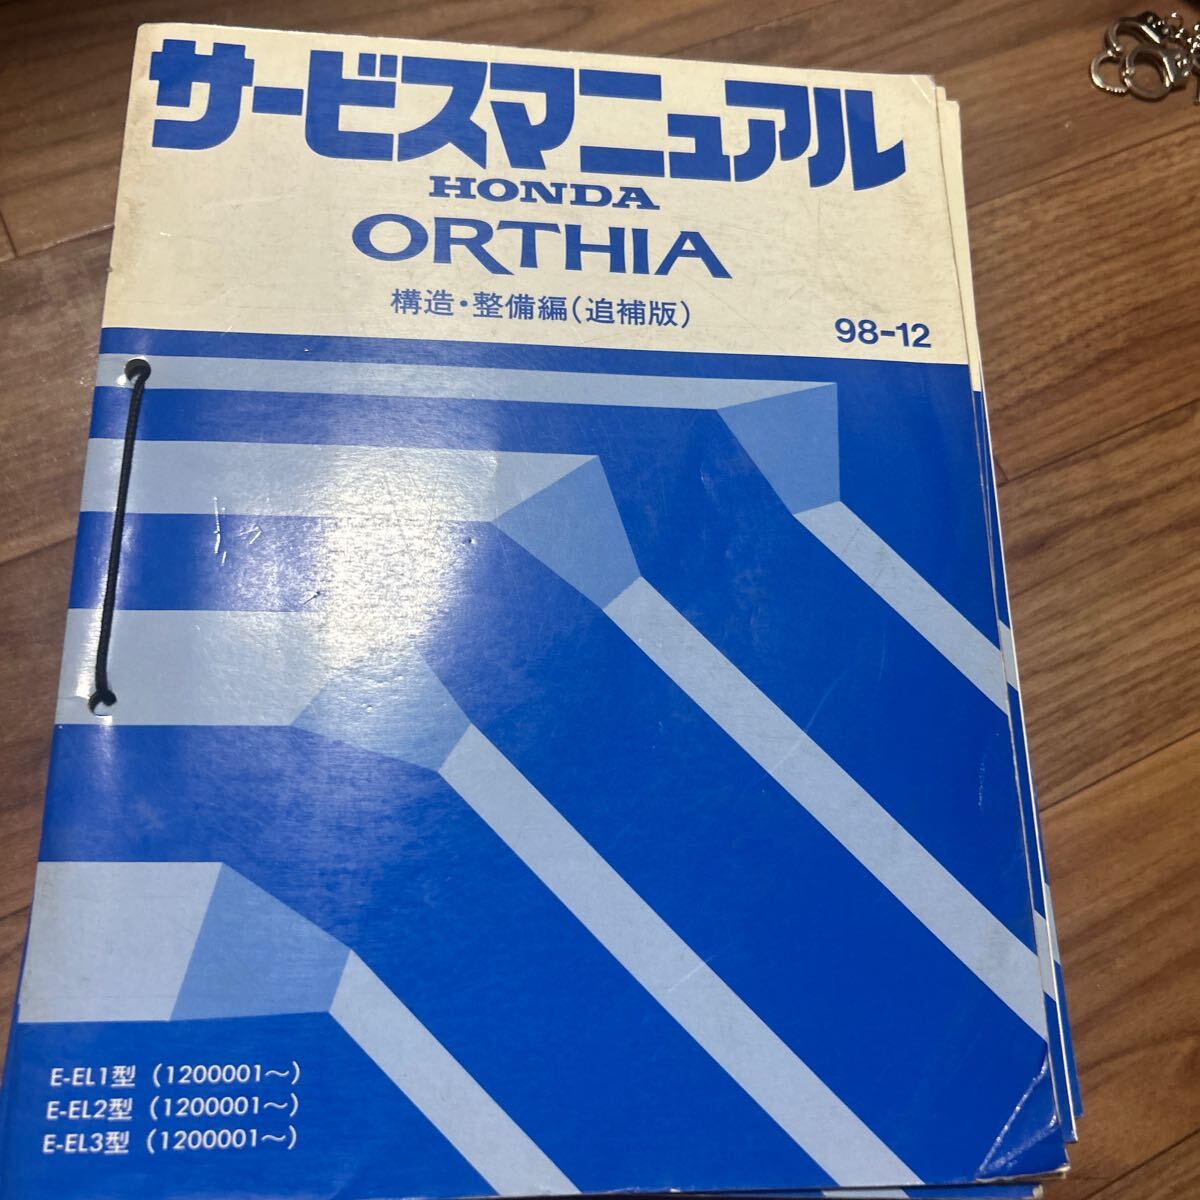 サービスマニュアル
HONDA
ORTHIA
構造・整備編(追補版)
98-12
E-EL1型 (1200001～)
E-EL2型 (1200001～)
E-EL3型 (1200001～)